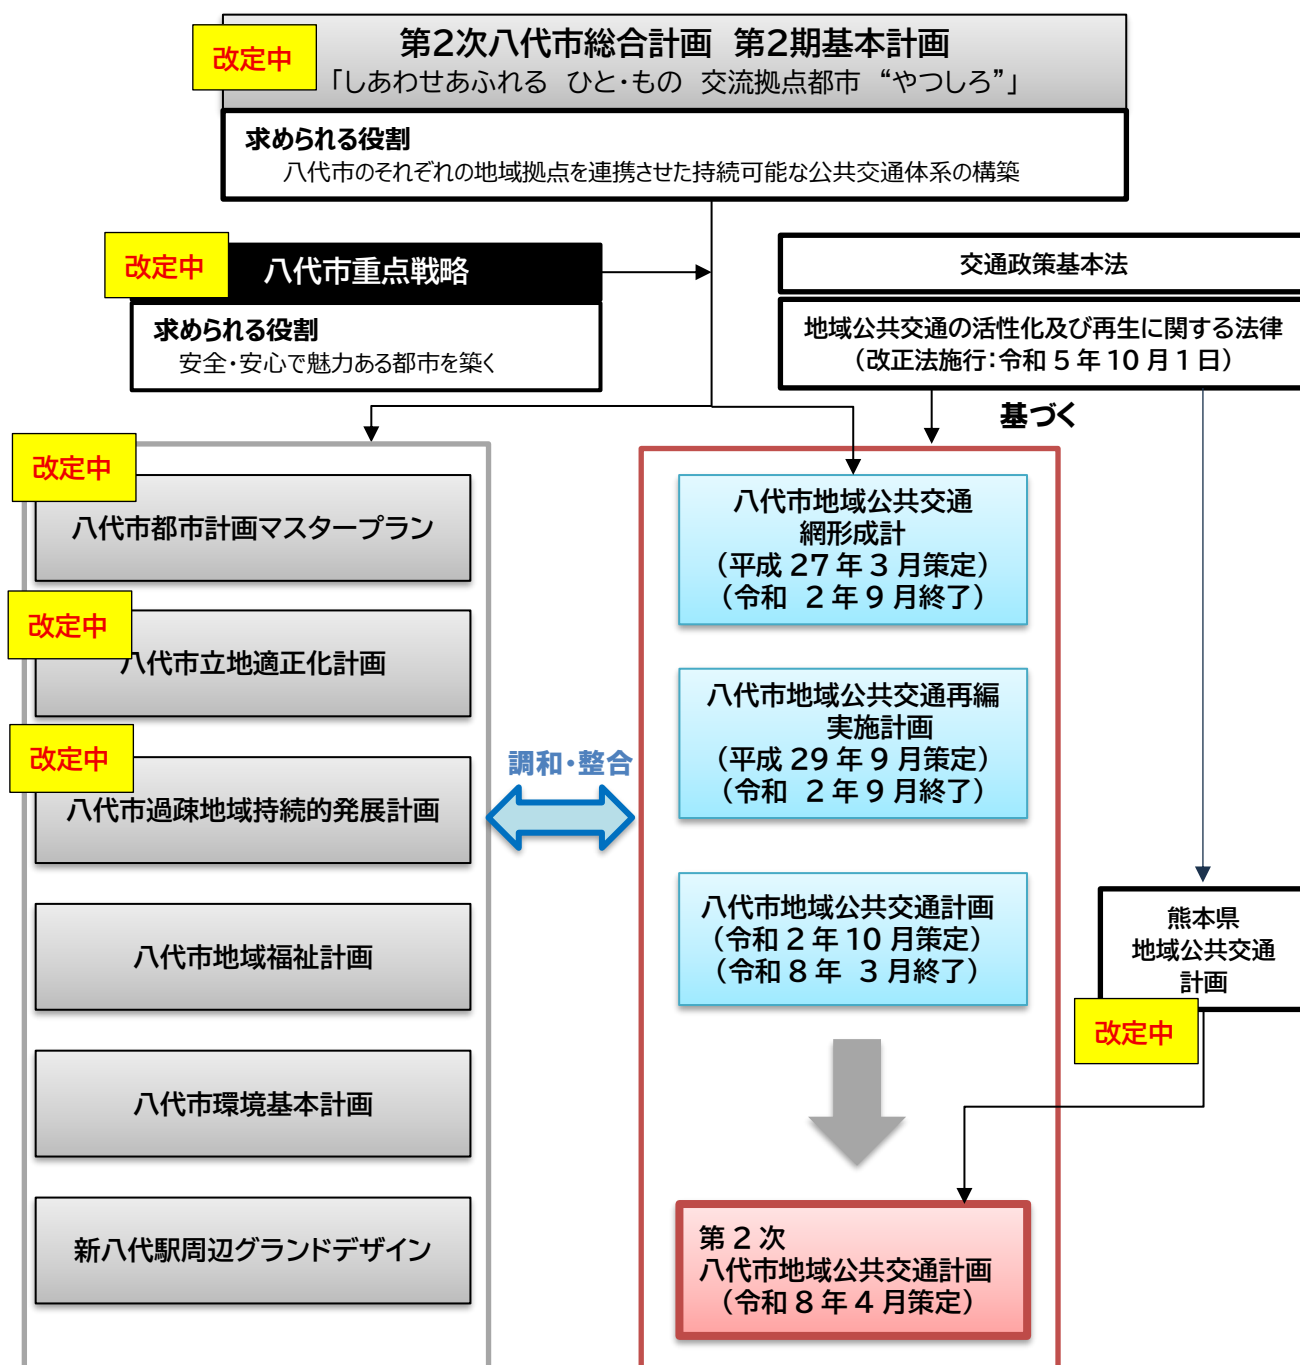 改定中
第2次八代市総合計画 第2期基本計画
「しあわせあふれる ひと・もの 交流拠点都市 “やつしろ”」
求められる役割
八代市のそれぞれの地域拠点を連携させた持続可能な公共交通体系の構築
改定中
八代市重点戦略
求められる役割
安全・安心で魅力ある都市を築く
交通政策基本法
地域公共交通の活性化及び再生に関する法律
（改正法施行：令和５年10月１日）
基づく
改定中
八代市都市計画マスタープラン
改定中
八代市立地適正化計画
改定中
八代市過疎地域持続的発展計画
八代市地域福祉計画
八代市環境基本計画
新八代駅周辺グランドデザイン
調和・整合
八代市地域公共交通
網形成計
（平成27年３月策定）
（令和 ２年９月終了）
八代市地域公共交通再編
実施計画
（平成29年９月策定）
（令和 ２年９月終了）
八代市地域公共交通計画
（令和２年10月策定）
（令和８年 ３月終了）
第２次
八代市地域公共交通計画
（令和８年４月策定）
熊本県
地域公共交通
計画
改定中